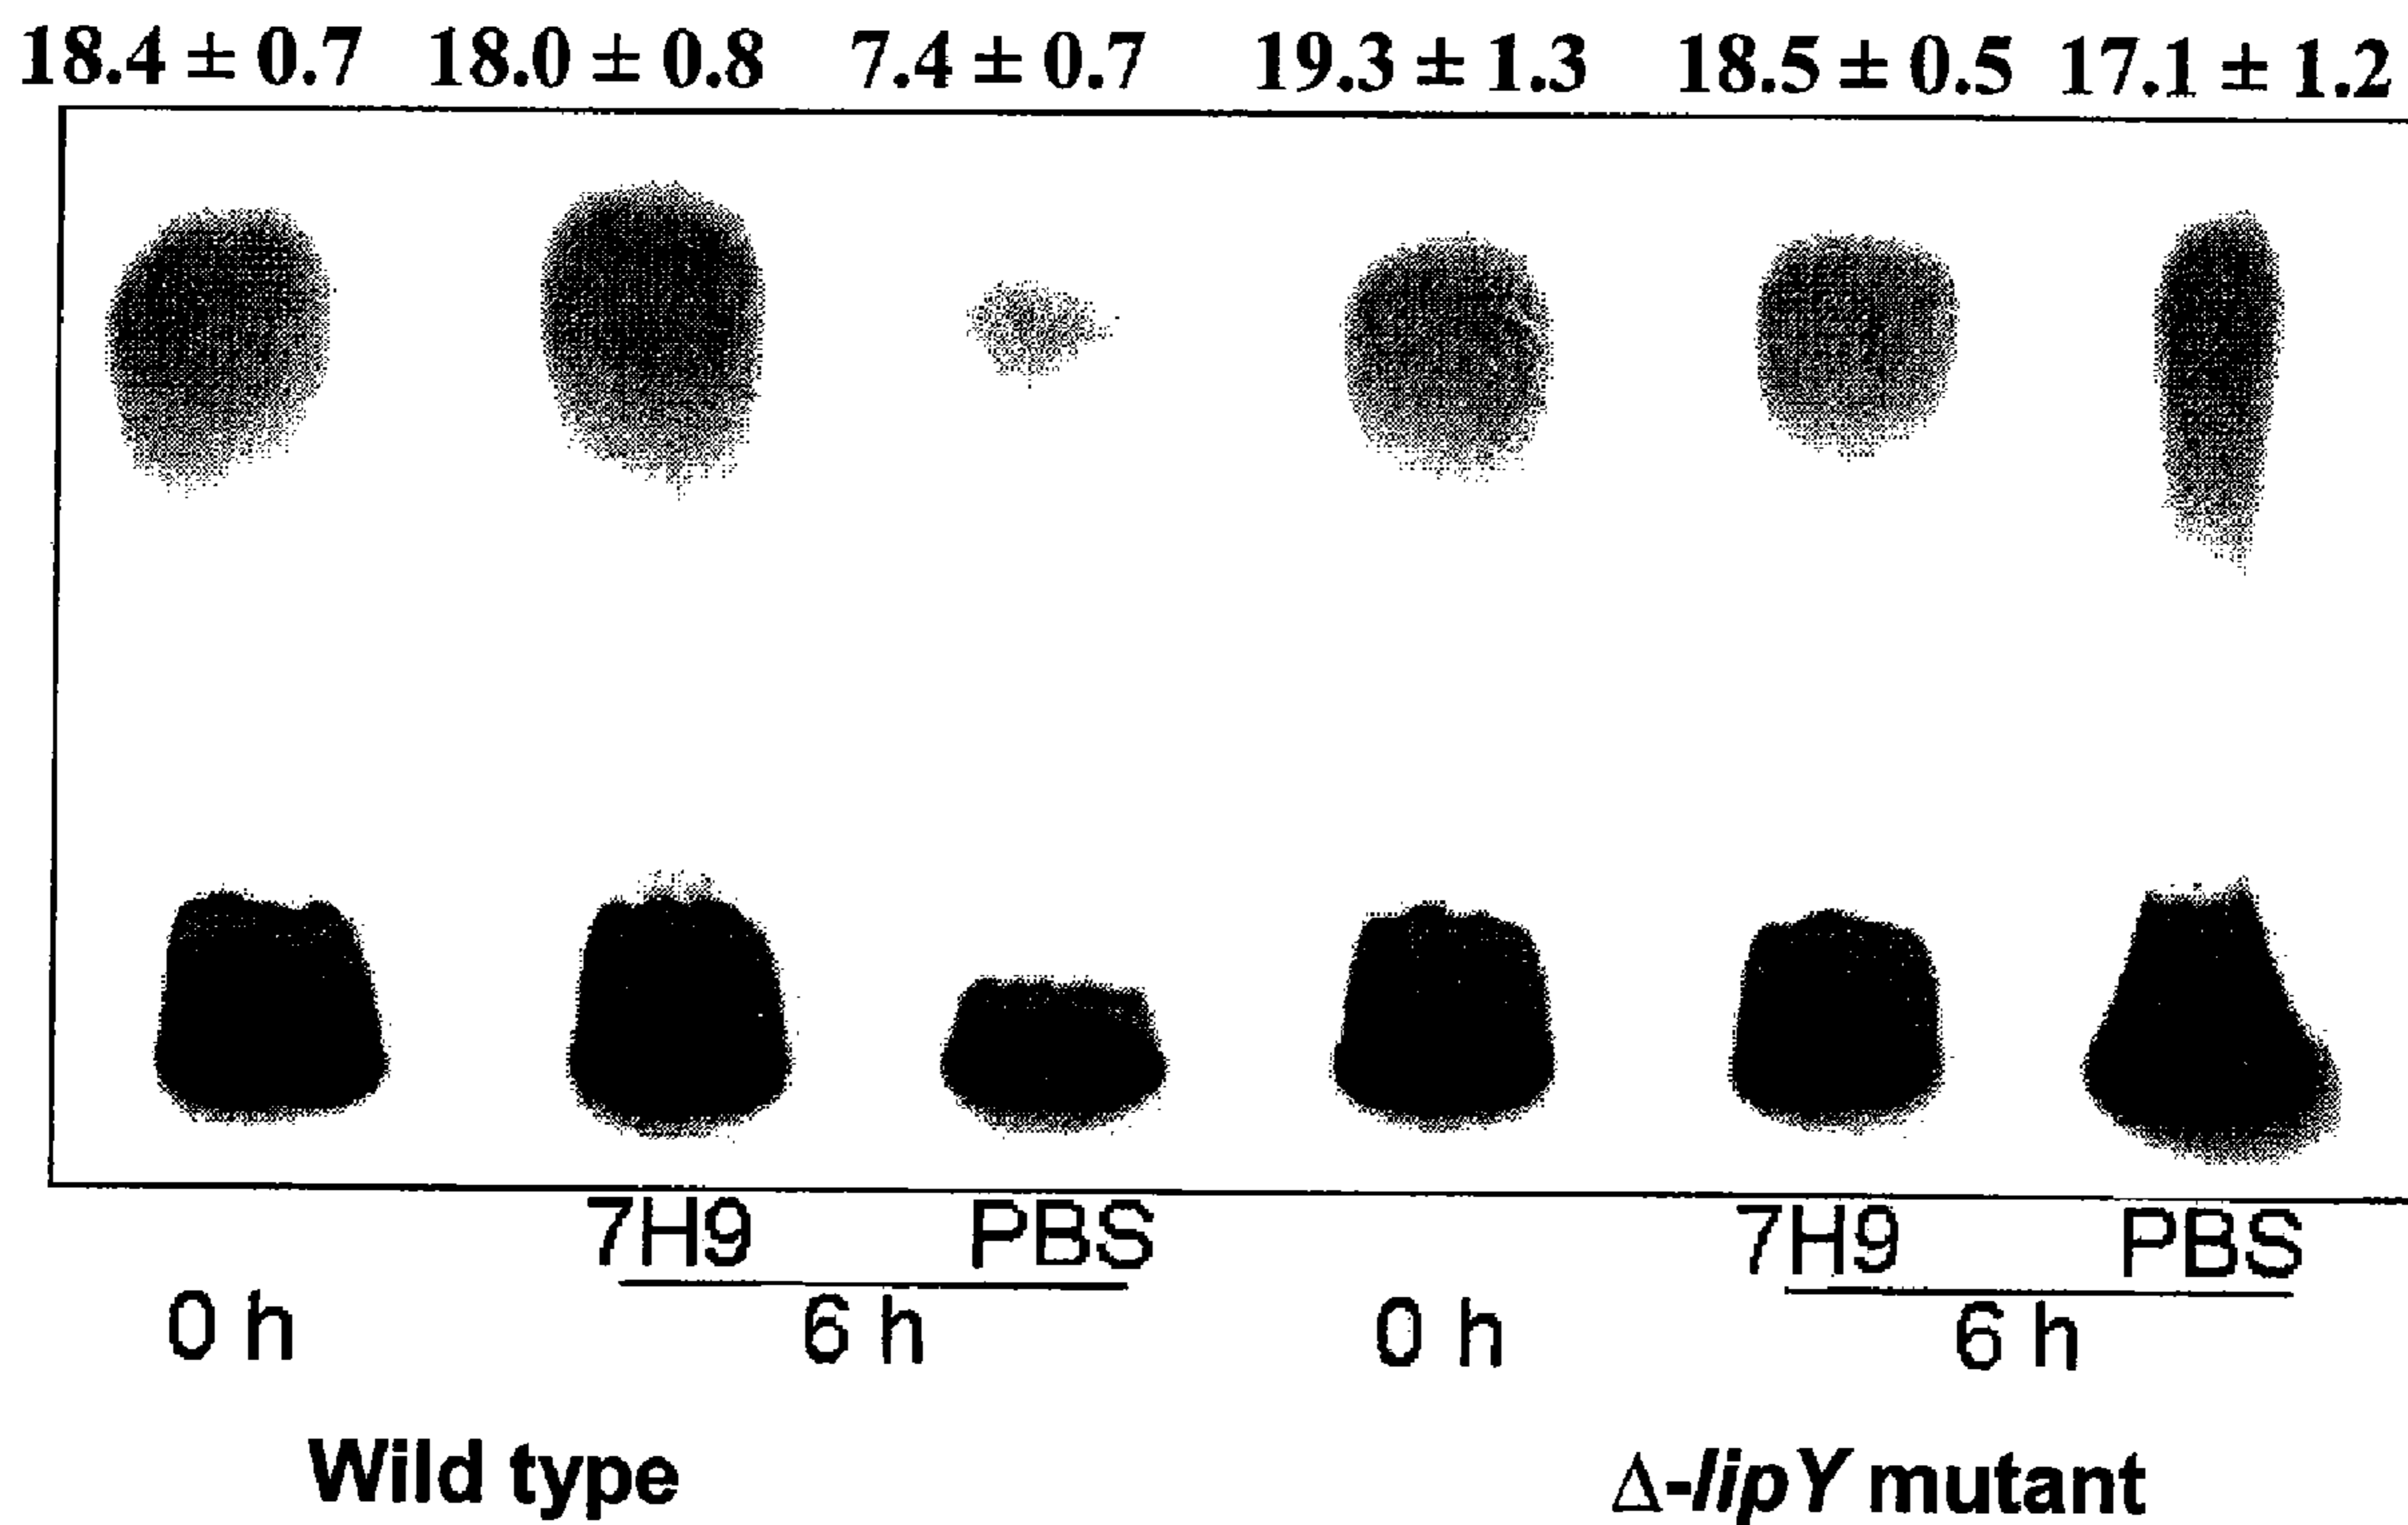 18.4 ± 0.7 18.0 ± 0.8 7.4 ± 0.7 19.3 ± 1.3 18.5 ± 0.5 17.1 ± 1.2
7H9 PBS 7H9 PBS
0 h 6 h 0 h 6 h
Wild type Δ-lipY mutant